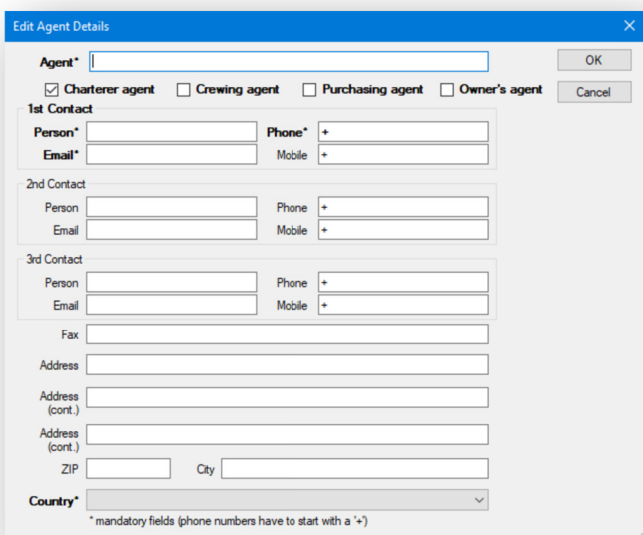 Edit Agent Details
Agent* OK
Charterer agent Crewing agent Purchasing agent Owner's agent Cancel
1st Contact
Person* Phone* +
Email* Mobile +
2nd Contact
Person Phone +
Email Mobile +
3rd Contact
Person Phone +
Email Mobile +
Fax
Address
Address
(cont.)
Address
(cont.)
ZIP City
Country*
* mandatory fields (phone numbers have to start with a '+')